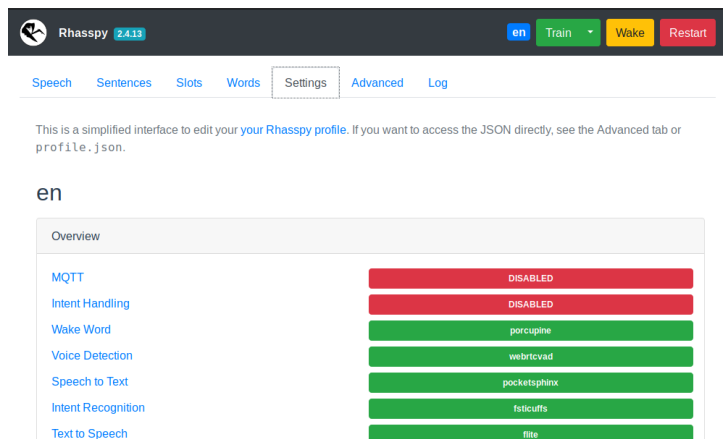 Rhasspy 2.4.13 en Train Wake Restart
Speech Sentences Slots Words Settings Advanced Log
This is a simplified interface to edit your your Rhasspy profile. If you want to access the JSON directly, see the Advanced tab or
profile.json.
en
Overview
MQTT DISABLED
Intent Handling DISABLED
Wake Word porcupine
Voice Detection webrtcvad
Speech to Text pocketsphinx
Intent Recognition fsticuffs
Text to Speech flite